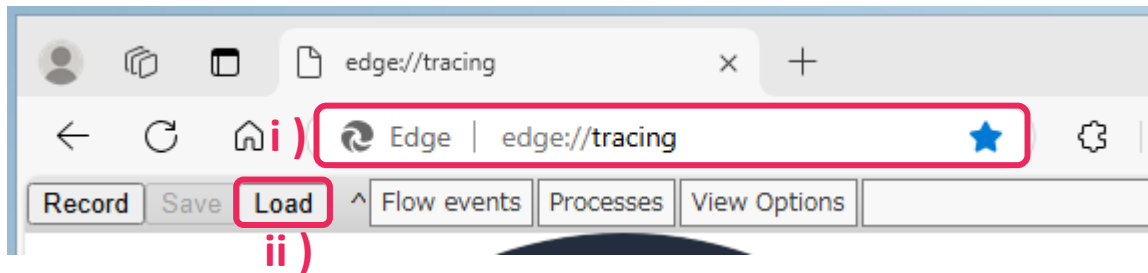 edge://tracing
i ) Edge edge://tracing
Record Save Load ^ Flow events Processes View Options
ii )